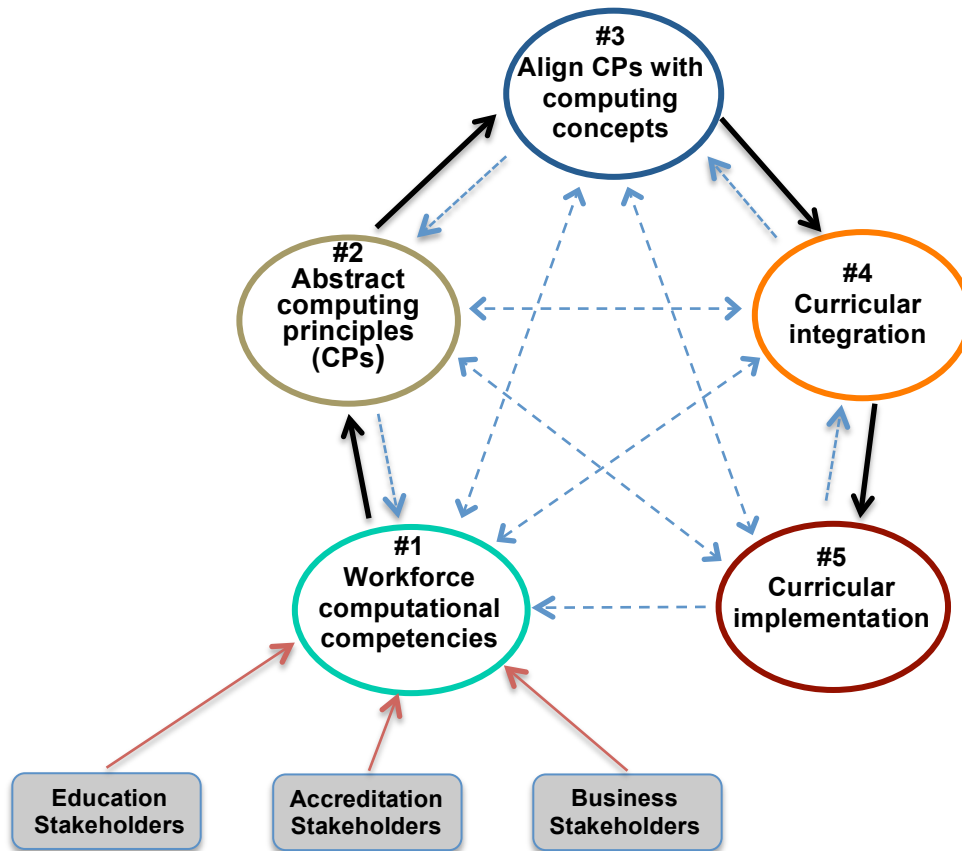 #3
Align CPs with
computing
concepts
#2
Abstract
computing
principles
(CPs)
#4
Curricular
integration
#1
Workforce
computational
competencies
#5
Curricular
implementation
Education
Stakeholders
Accreditation
Stakeholders
Business
Stakeholders